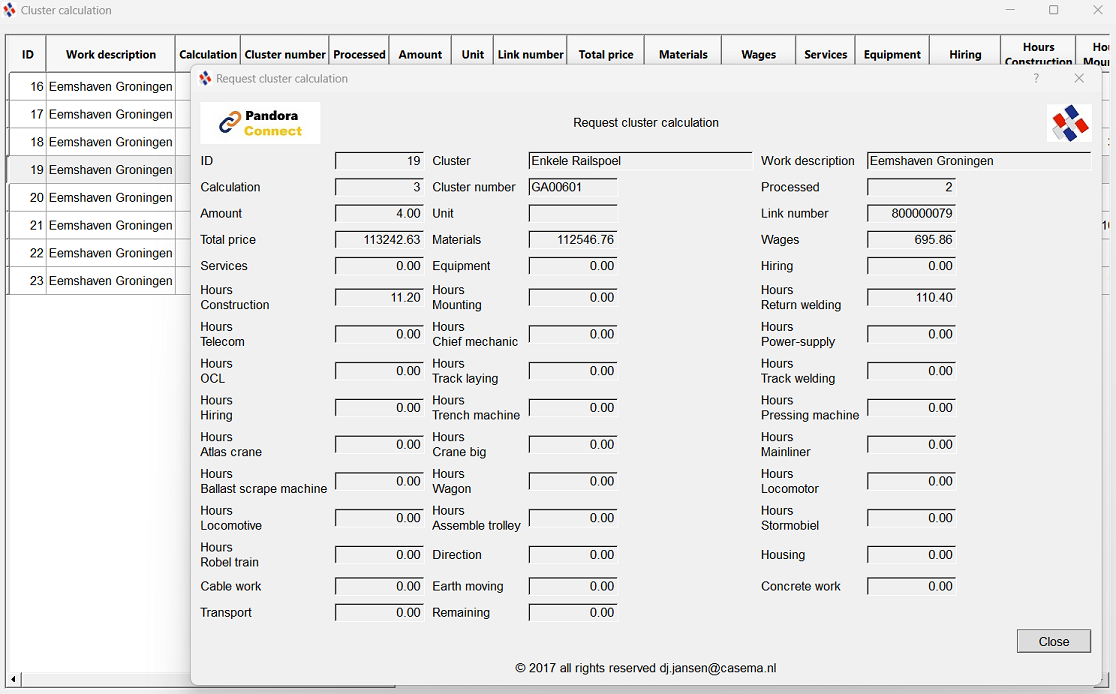 Cluster calculation
ID Work description Calculation Cluster number Processed Amount Unit Link number Total price Materials Wages Services Equipment Hiring Hours Construction
16 Eemshaven Groningen
17 Eemshaven Groningen
18 Eemshaven Groningen
19 Eemshaven Groningen
20 Eemshaven Groningen
21 Eemshaven Groningen
22 Eemshaven Groningen
23 Eemshaven Groningen
Request cluster calculation ?
Pandora
Connect
Request cluster calculation
ID 19 Cluster Enkele Railspoel Work description Eemshaven Groningen
Calculation 3 Cluster number GA00601 Processed 2
Amount 4.00 Unit Link number 800000079
Total price 113242.63 Materials 112546.76 Wages 695.86
Services 0.00 Equipment 0.00 Hiring 0.00
Hours Hours Hours
Construction 11.20 Mounting 0.00 Return welding 110.40
Hours Hours Hours
Telecom 0.00 Chief mechanic 0.00 Power-supply 0.00
Hours Hours Hours
OCL 0.00 Track laying 0.00 Track welding 0.00
Hours Hours Hours
Hiring 0.00 Trench machine 0.00 Pressing machine 0.00
Hours Hours Hours
Atlas crane 0.00 Crane big 0.00 Mainliner 0.00
Hours Hours Hours
Ballast scrape machine 0.00 Wagon 0.00 Locomotor 0.00
Hours Hours Hours
Locomotive 0.00 Assemble trolley 0.00 Stormobiel 0.00
Hours
Robel train 0.00 Direction 0.00 Housing 0.00
Cable work 0.00 Earth moving 0.00 Concrete work 0.00
Transport 0.00 Remaining 0.00
Close
© 2017 all rights reserved dj.jansen@casema.nl